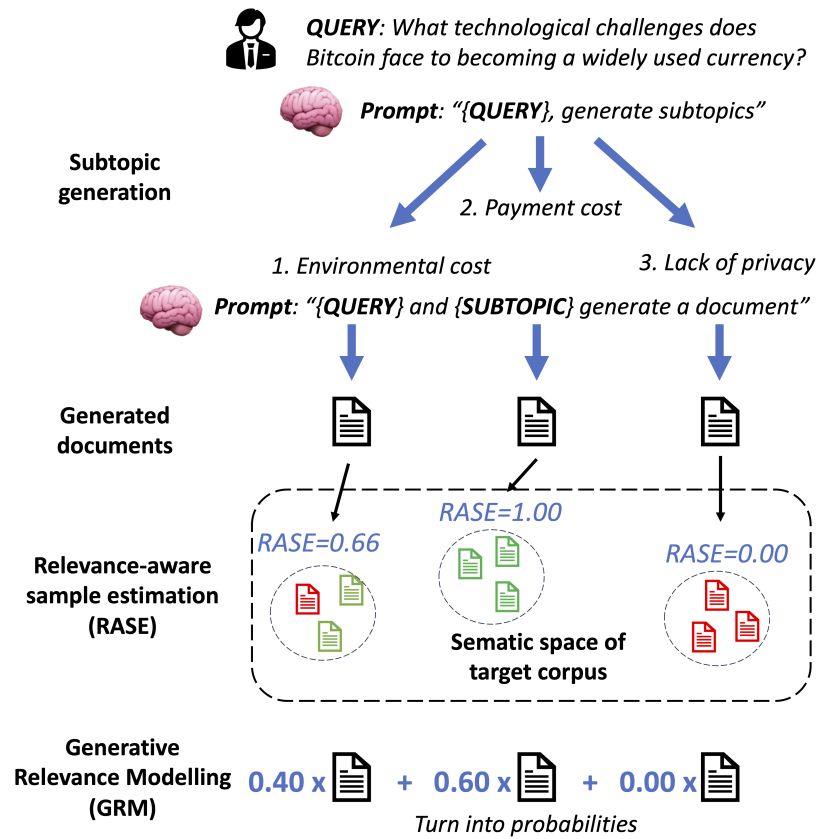 QUERY: What technological challenges does
Bitcoin face to becoming a widely used currency?
Prompt: “{QUERY}, generate subtopics”
Subtopic
generation
2. Payment cost
1. Environmental cost
3. Lack of privacy
Prompt: “{QUERY} and {SUBTOPIC} generate a document”
Generated
documents
RASE=0.66
RASE=1.00
RASE=0.00
Relevance-aware
sample estimation
(RASE)
Sematic space of
target corpus
Generative
Relevance Modelling
(GRM)
0.40 x + 0.60 x + 0.00 x
Turn into probabilities